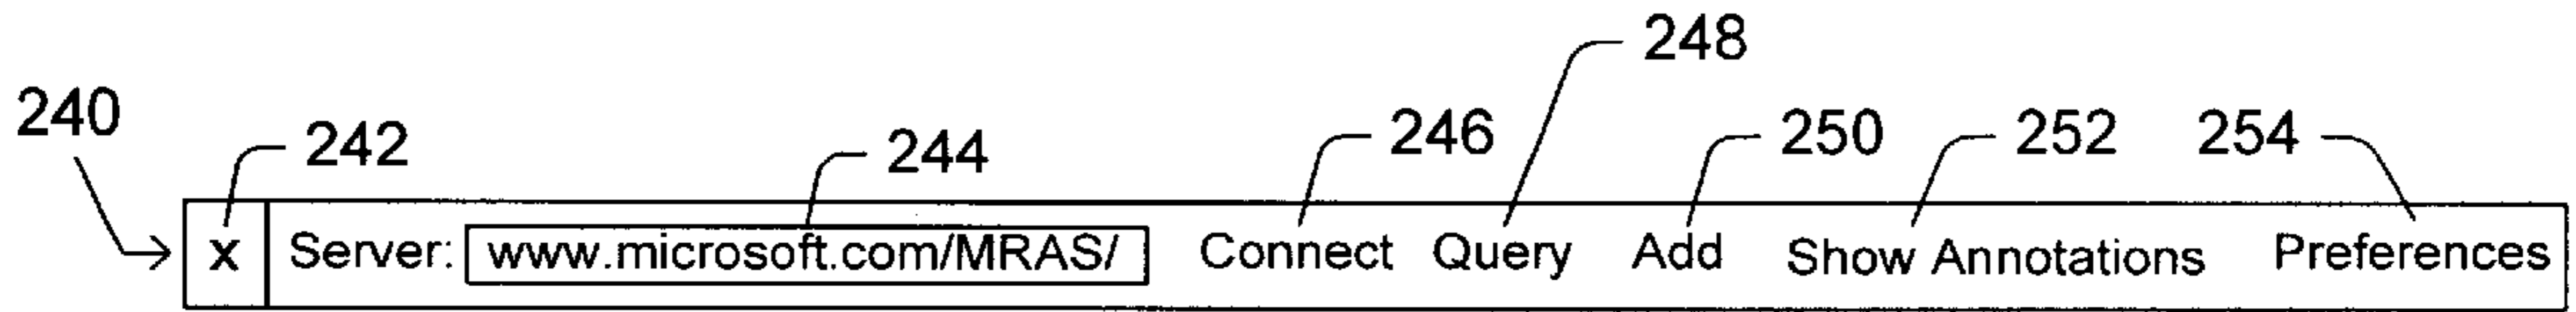 248
240 242 244 246 250 252 254
x Server: www.microsoft.com/MRAS/ Connect Query Add Show Annotations Preferences